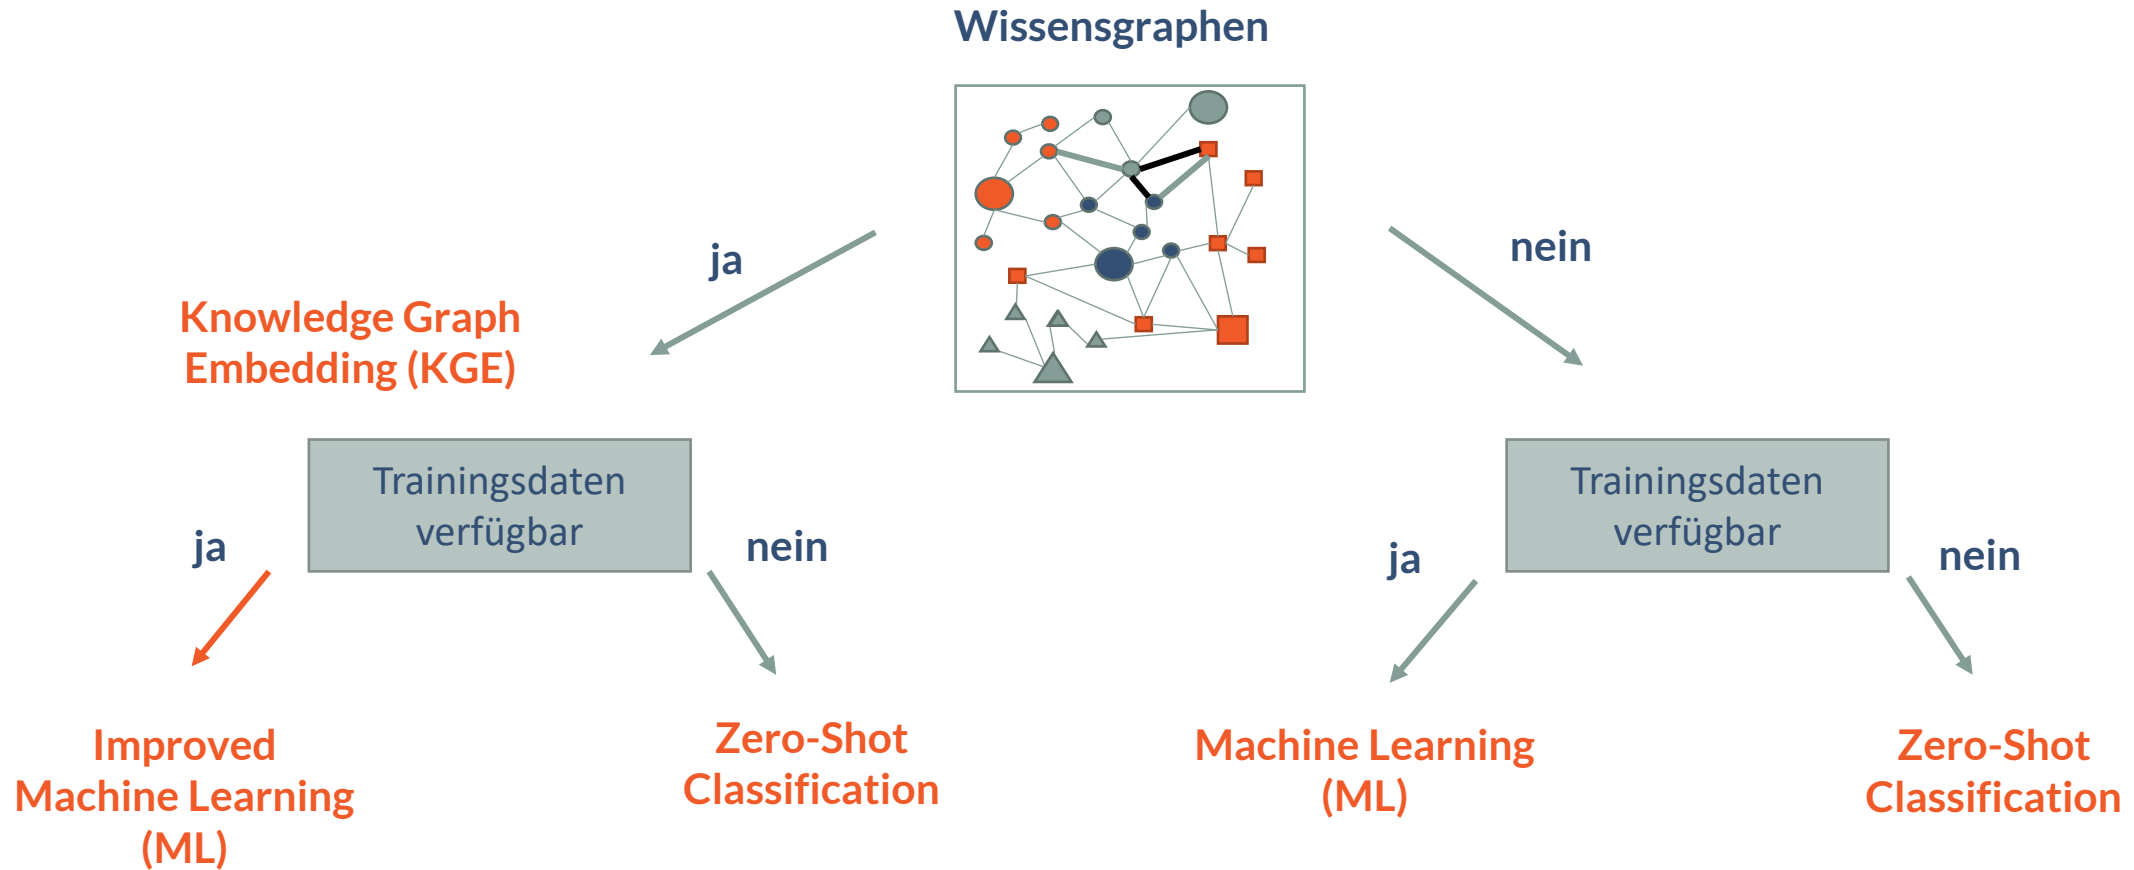 Wissensgraphen
ja
nein
Knowledge Graph
Embedding (KGE)
Trainingsdaten
verfügbar
Trainingsdaten
verfügbar
ja
nein
ja
nein
Improved
Machine Learning
(ML)
Zero-Shot
Classification
Machine Learning
(ML)
Zero-Shot
Classification